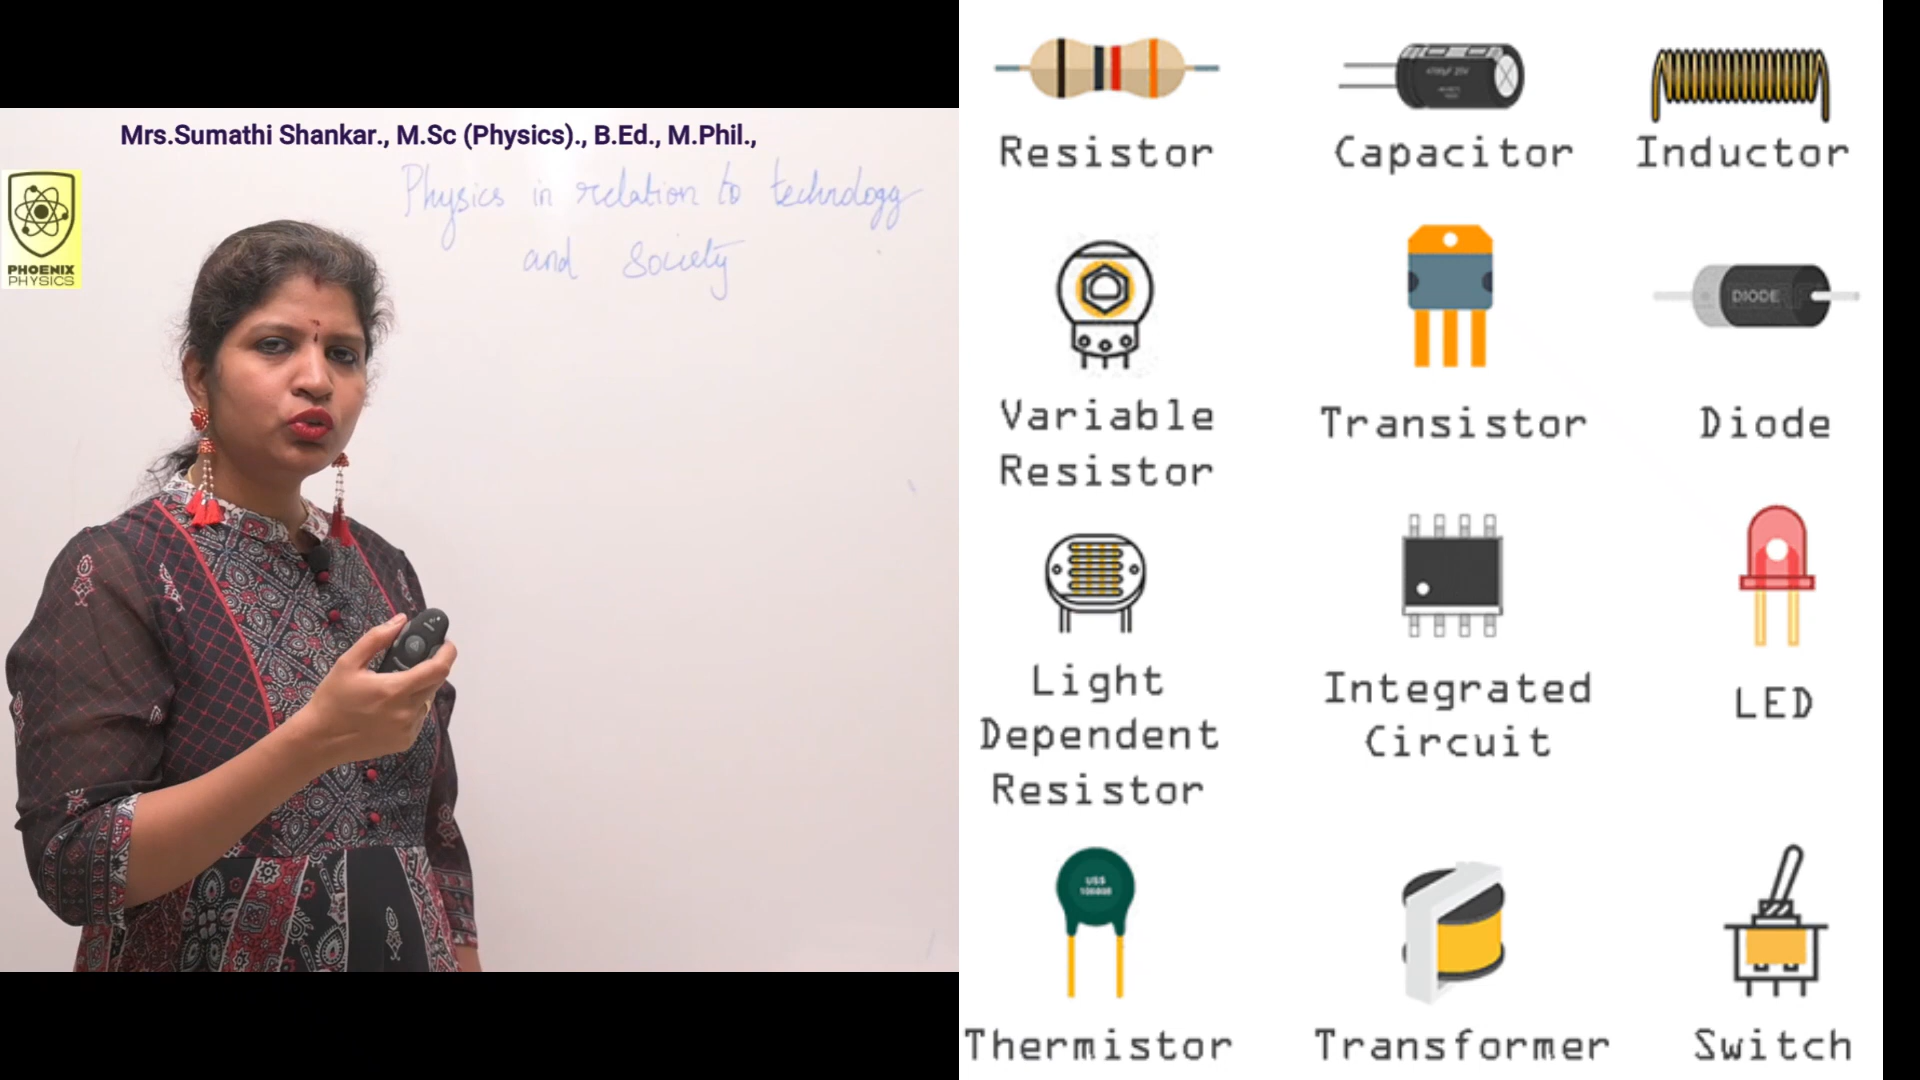 Mrs.Sumathi Shankar., M.Sc (Physics)., B.Ed., M.Phil.,
Physics in relation to technology
and Society
PHOENIX
PHYSICS
Resistor
Capacitor
Inductor
DIODE
Variable
Resistor
Transistor
Diode
Light
Dependent
Resistor
Integrated
Circuit
LED
Thermistor
Transformer
Switch